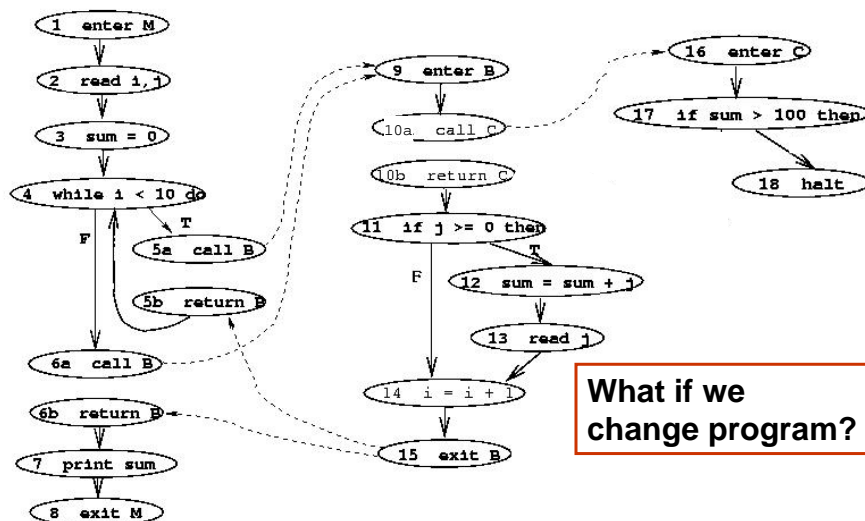 1 enter M
2 read i,j
3 sum = 0
4 while i < 10 do
T
F
5a call B
5b return B
6a call B
6b return B
7 print sum
8 exit M
9 enter B
10a call C
10b return C
11 if j >= 0 then
T
F
12 sum = sum + j
13 read j
14 i = i + 1
15 exit B
16 enter C
17 if sum > 100 then
18 halt
What if we
change program?